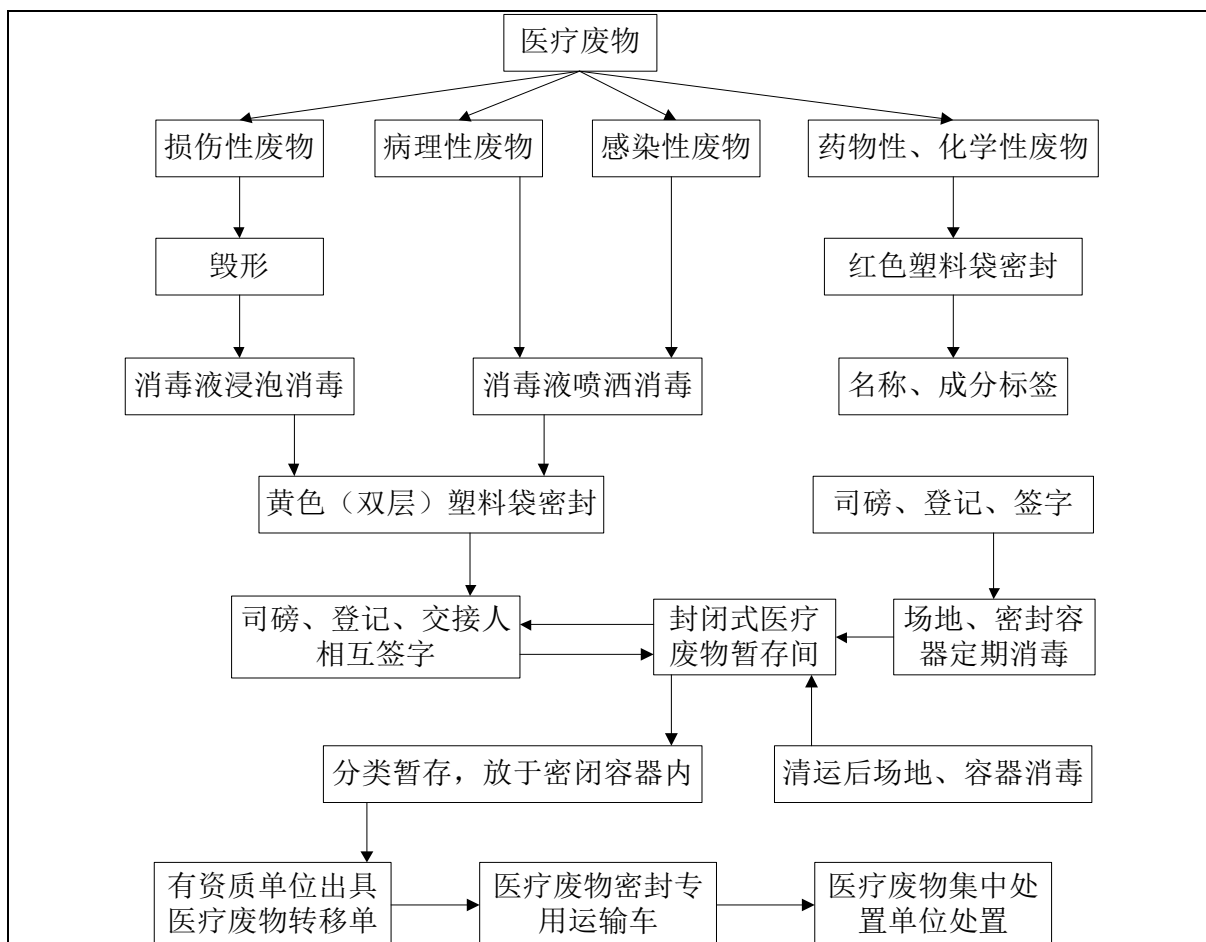 医疗废物
损伤性废物
病理性废物
感染性废物
药物性、化学性废物
毁形
红色塑料袋密封
消毒液浸泡消毒
消毒液喷洒消毒
名称、成分标签
黄色（双层）塑料袋密封
司磅、登记、签字
司磅、登记、交接人
相互签字
封闭式医疗
废物暂存间
场地、密封容
器定期消毒
分类暂存，放于密闭容器内
清运后场地、容器消毒
有资质单位出具
医疗废物转移单
医疗废物密封专
用运输车
医疗废物集中处
置单位处置